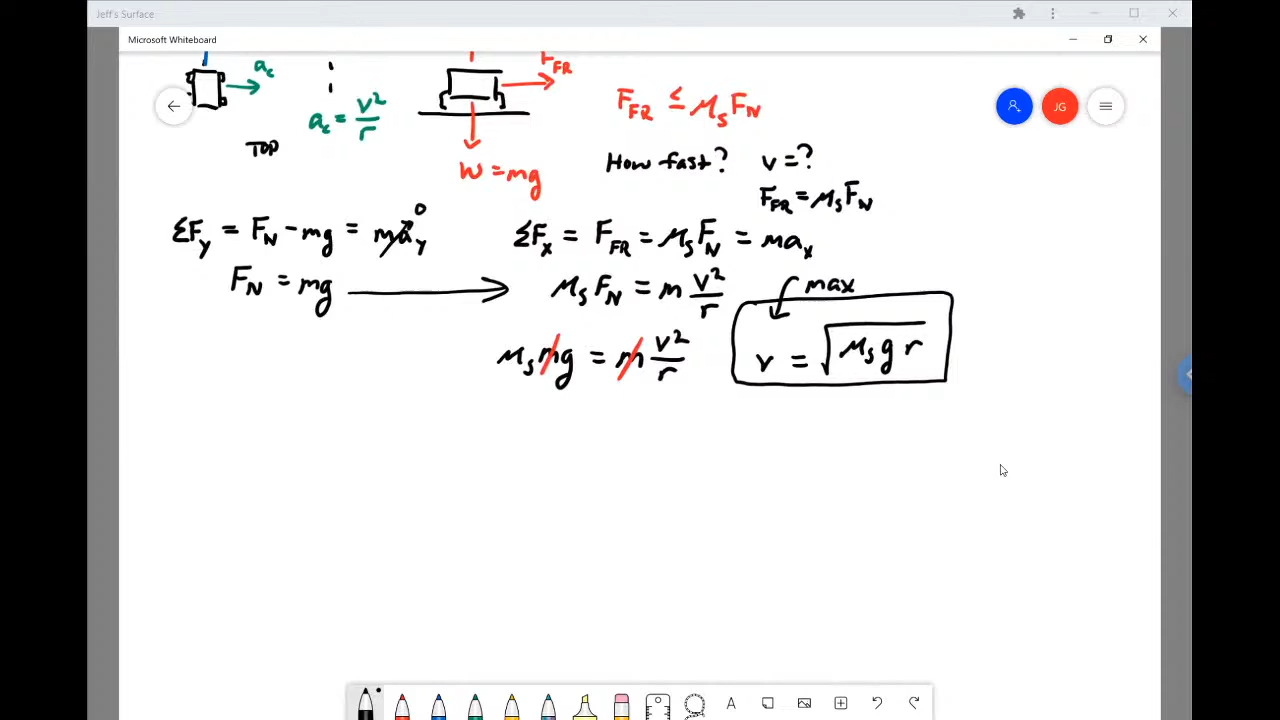 Jeff's Surface
Microsoft Whiteboard
a_c
F_FR
a_c = v²/r
F_FR ≤ μ_s F_N
JG
TOP
W = mg
How fast? v = ?
F_FR = μ_s F_N
ΣF_y = F_N - mg = ma_y 0
ΣF_x = F_FR = μ_s F_N = ma_x
F_N = mg
μ_s F_N = m v²/r
max
μ_s mg = m v²/r
v = √(μ_s g r)
A